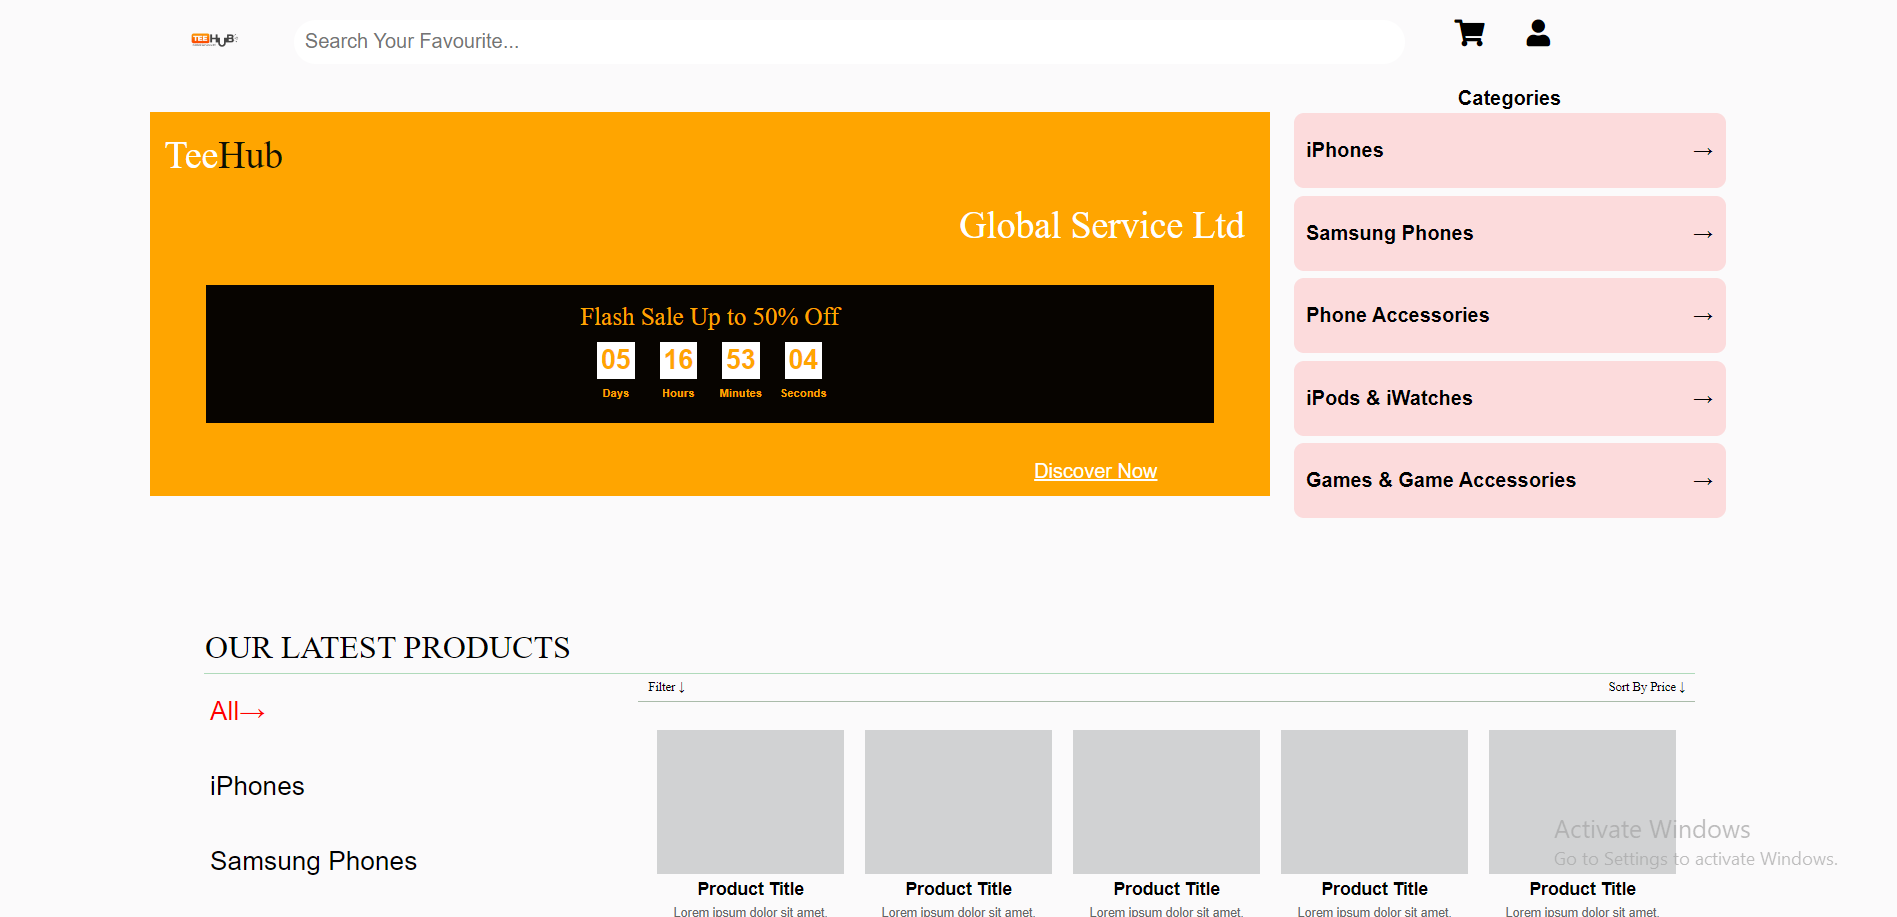 TEE HUB
Search Your Favourite...
Categories
TeeHub
Global Service Ltd
Flash Sale Up to 50% Off
05 16 53 04
Days Hours Minutes Seconds
Discover Now
iPhones →
Samsung Phones →
Phone Accessories →
iPods & iWatches →
Games & Game Accessories →
OUR LATEST PRODUCTS
All→
iPhones
Samsung Phones
Filter ↓ Sort By Price ↓
Product Title Product Title Product Title Product Title Product Title
Lorem ipsum dolor sit amet, Lorem ipsum dolor sit amet, Lorem ipsum dolor sit amet, Lorem ipsum dolor sit amet, Lorem ipsum dolor sit amet,
Activate Windows
Go to Settings to activate Windows.